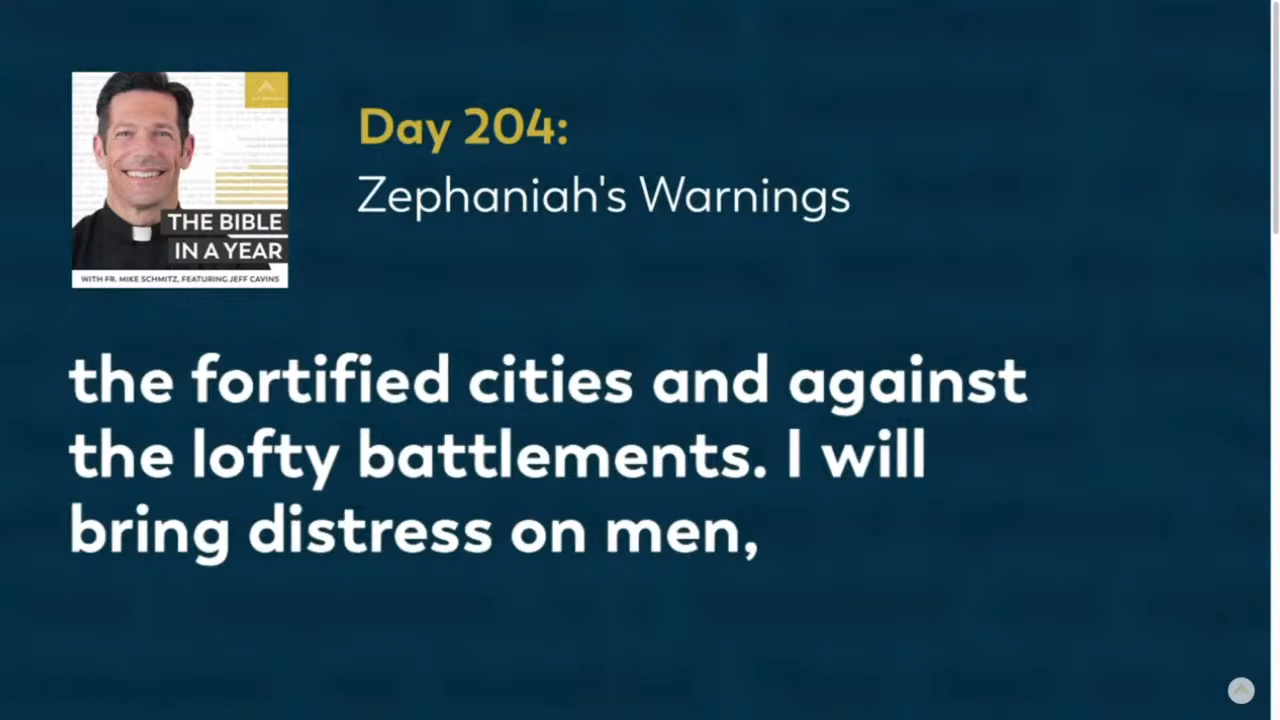 THE BIBLE
IN A YEAR
WITH FR. MIKE SCHMITZ, FEATURING JEFF CAVINS
Day 204:
Zephaniah's Warnings
the fortified cities and against
the lofty battlements. I will
bring distress on men,